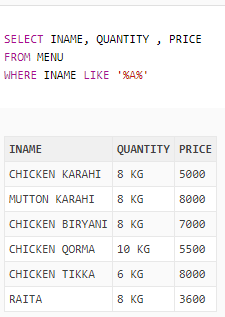 SELECT INAME, QUANTITY , PRICE
FROM MENU
WHERE INAME LIKE '%A%'
INAME QUANTITY PRICE
CHICKEN KARAHI 8 KG 5000
MUTTON KARAHI 8 KG 8000
CHICKEN BIRYANI 8 KG 7000
CHICKEN QORMA 10 KG 5500
CHICKEN TIKKA 6 KG 8000
RAITA 8 KG 3600